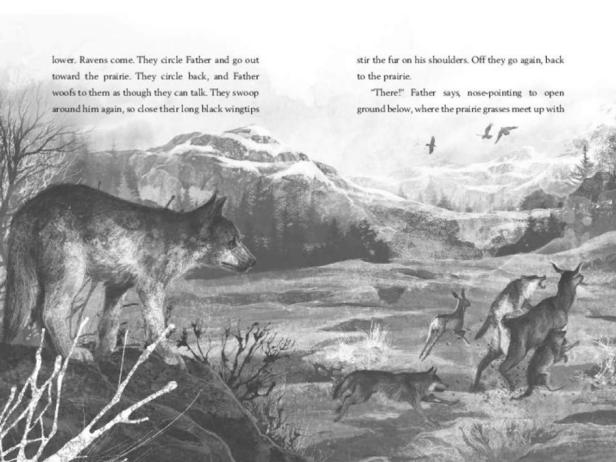 lower. Ravens come. They circle Father and go out
toward the prairie. They circle back, and Father
woofs to them as though they can talk. They swoop
around him again, so close their long black wingtips
stir the fur on his shoulders. Off they go again, back
to the prairie.
"There!" Father says, nose-pointing to open
ground below, where the prairie grasses meet up with